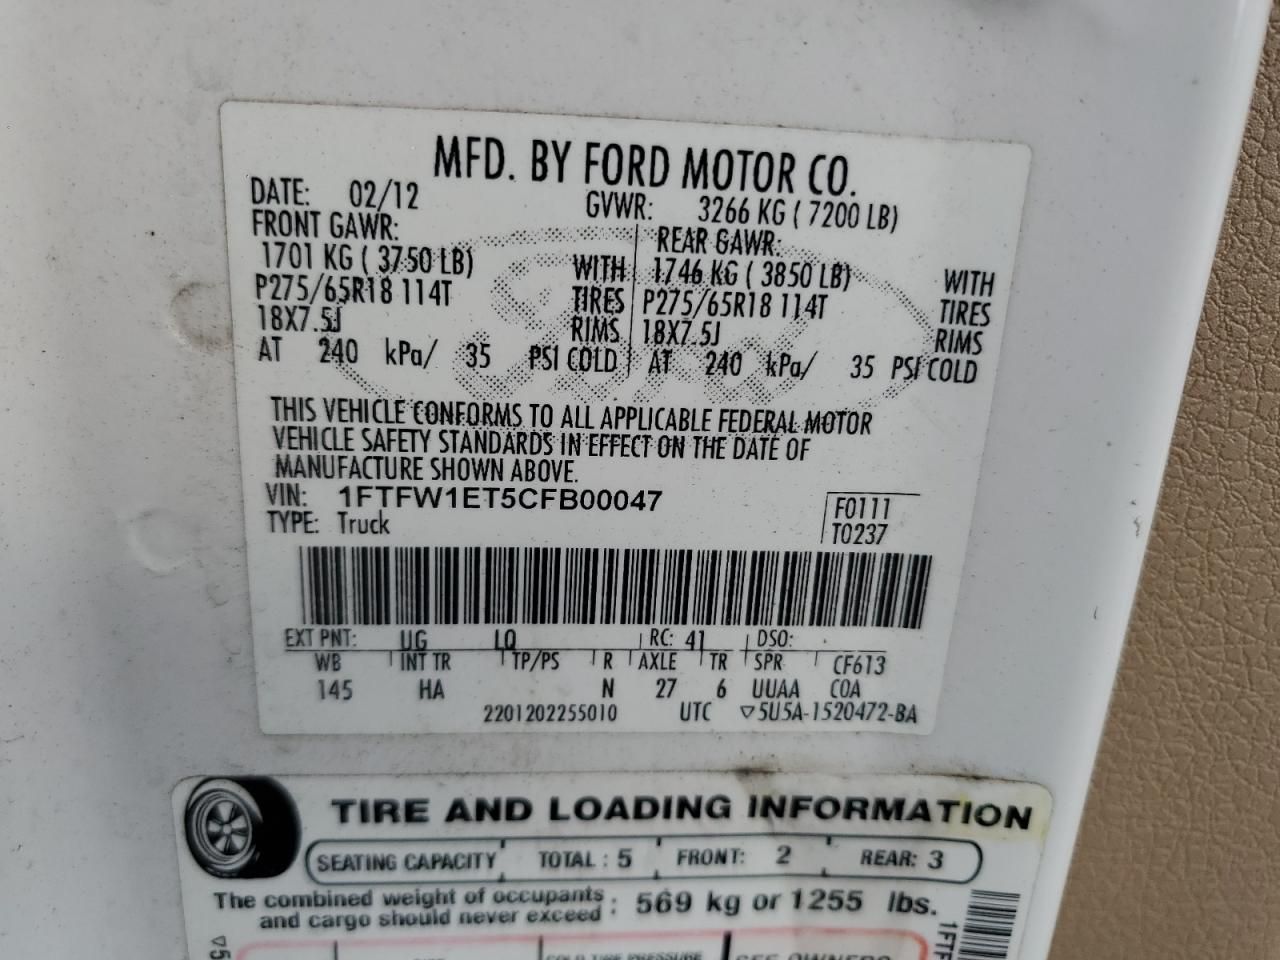 MFD. BY FORD MOTOR CO.
DATE: 02/12 GVWR: 3266 KG ( 7200 LB)
FRONT GAWR: REAR GAWR:
1701 KG ( 3750 LB) WITH 1746 KG ( 3850 LB) WITH
P275/65R18 114T TIRES P275/65R18 114T TIRES
18X7.5J RIMS 18X7.5J RIMS
AT 240 kPa/ 35 PSI COLD AT 240 kPa/ 35 PSI COLD
THIS VEHICLE CONFORMS TO ALL APPLICABLE FEDERAL MOTOR
VEHICLE SAFETY STANDARDS IN EFFECT ON THE DATE OF
MANUFACTURE SHOWN ABOVE.
VIN: 1FTFW1ET5CFB00047 F0111
TYPE: Truck T0237
EXT PNT: UG LQ RC: 41 DSO:
WB INT TR TP/PS R AXLE TR SPR CF613
145 HA N 27 6 UUAA COA
2201202255010 UTC ▽5U5A-1520472-BA
TIRE AND LOADING INFORMATION
SEATING CAPACITY TOTAL : 5 FRONT: 2 REAR: 3
The combined weight of occupants
and cargo should never exceed : 569 kg or 1255 lbs.
▽5
1FTF
SEE OWNERS